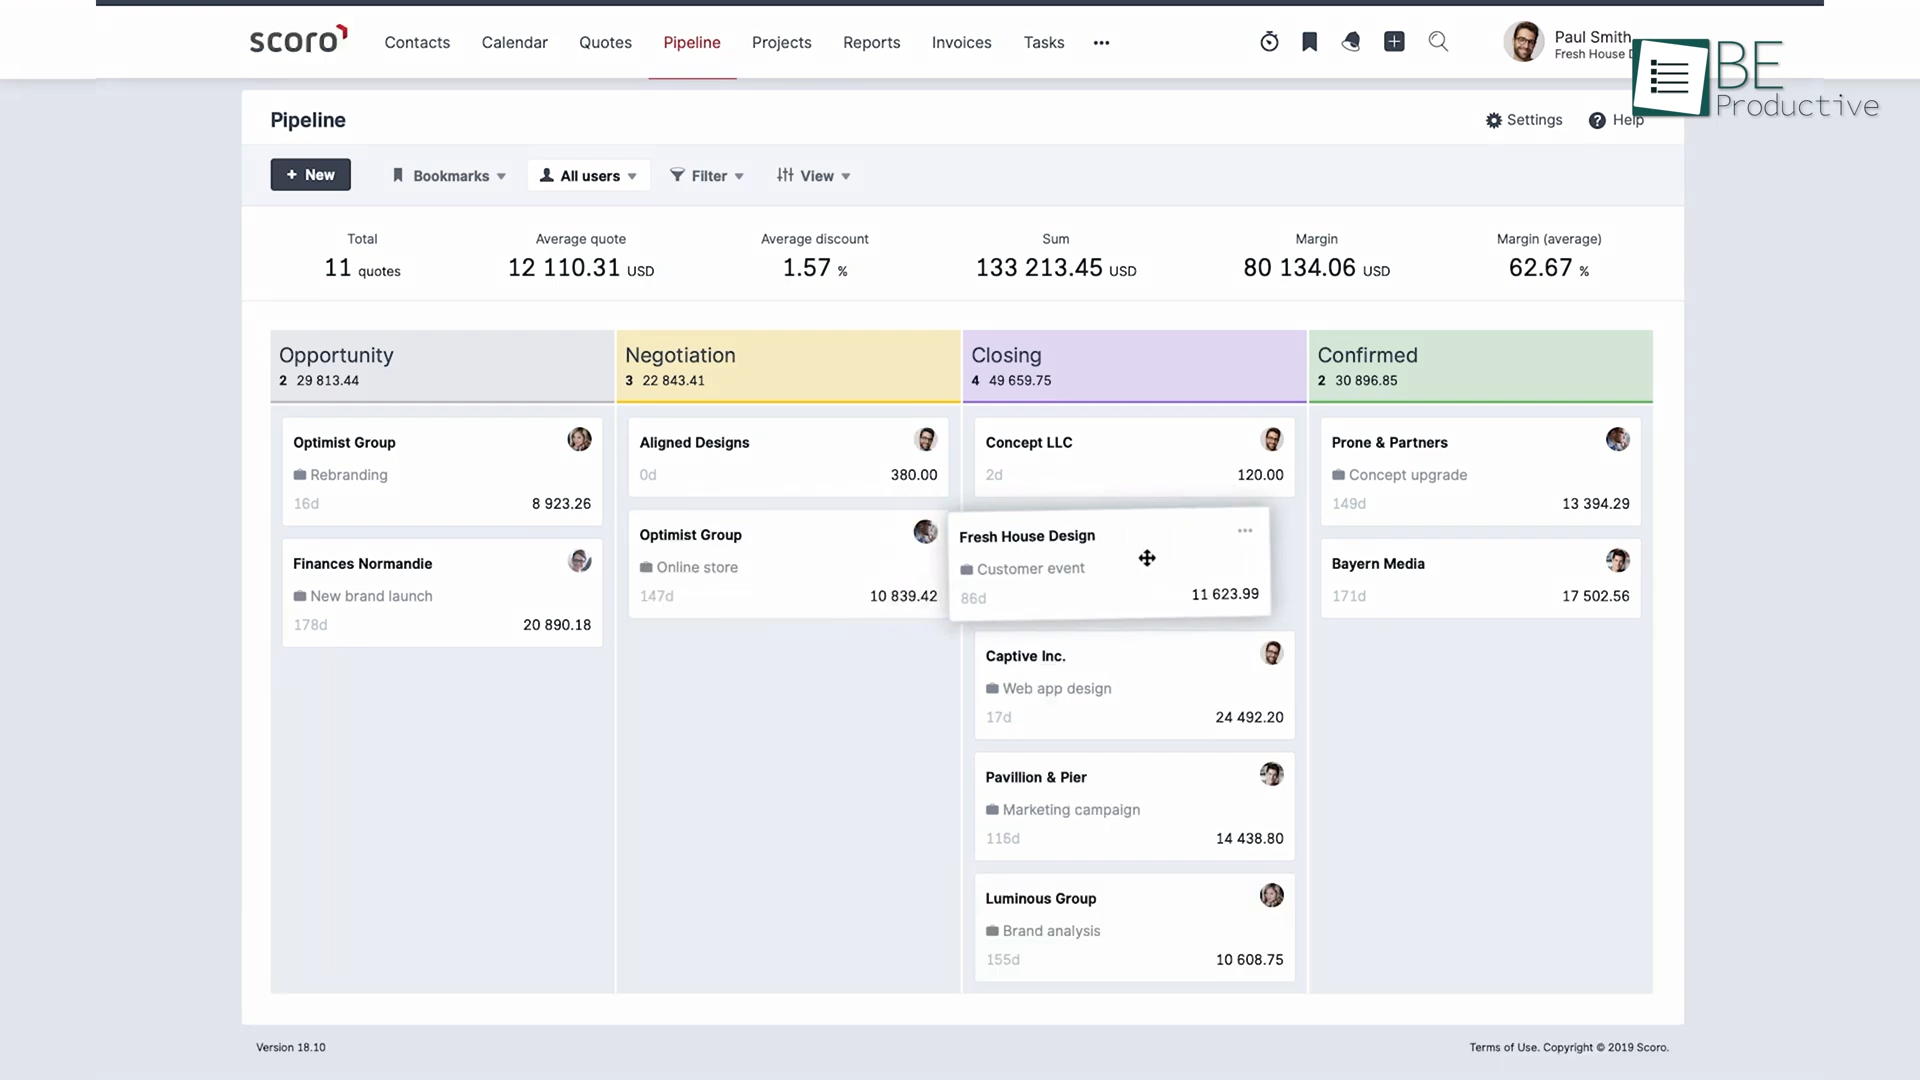 scoro
Contacts Calendar Quotes Pipeline Projects Reports Invoices Tasks ...
Paul Smith
Fresh House
BE
Productive
Pipeline
Settings Help
+ New Bookmarks All users Filter View
Total Average quote Average discount Sum Margin Margin (average)
11 quotes 12 110.31 USD 1.57 % 133 213.45 USD 80 134.06 USD 62.67 %
Opportunity
2 29 813.44
Optimist Group
Rebranding
16d 8 923.26
Finances Normandie
New brand launch
178d 20 890.18
Negotiation
3 22 843.41
Aligned Designs
0d 380.00
Optimist Group
Online store
147d 10 839.42
Closing
4 49 659.75
Concept LLC
2d 120.00
Fresh House Design
Customer event
86d 11 623.99
Captive Inc.
Web app design
17d 24 492.20
Pavillion & Pier
Marketing campaign
116d 14 438.80
Luminous Group
Brand analysis
155d 10 608.75
Confirmed
2 30 896.85
Prone & Partners
Concept upgrade
149d 13 394.29
Bayern Media
171d 17 502.56
Version 18.10
Terms of Use. Copyright © 2019 Scoro.